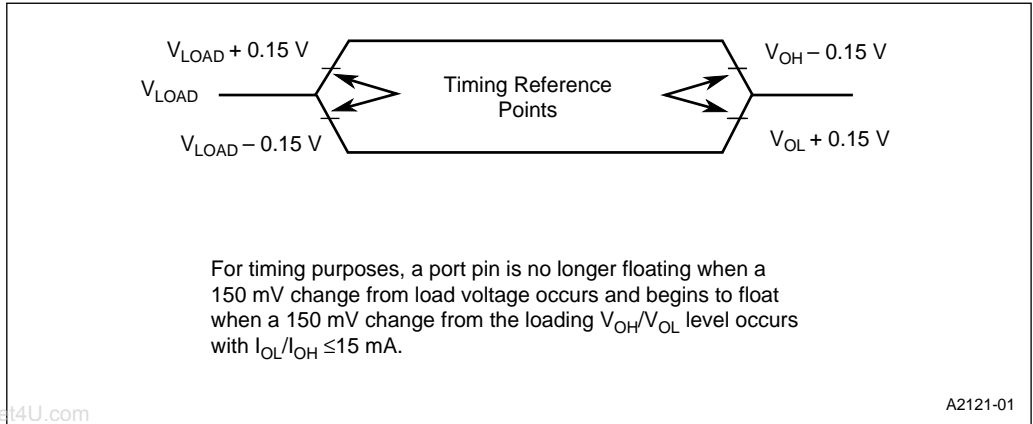 V_LOAD + 0.15 V
V_LOAD
V_LOAD – 0.15 V
Timing Reference
Points
V_OH – 0.15 V
V_OL + 0.15 V
For timing purposes, a port pin is no longer floating when a
150 mV change from load voltage occurs and begins to float
when a 150 mV change from the loading V_OH/V_OL level occurs
with I_OL/I_OH ≤15 mA.
A2121-01
et4U.com